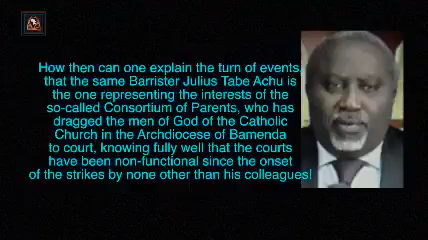 How then can one explain the turn of events,
that the same Barrister Julius Tabe Achu is
the one representing the interests of the
so-called Consortium of Parents, who has
dragged the men of God of the Catholic
Church in the Archdiocese of Bamenda
to court, knowing fully well that the courts
have been non-functional since the onset
of the strikes by none other than his colleagues!